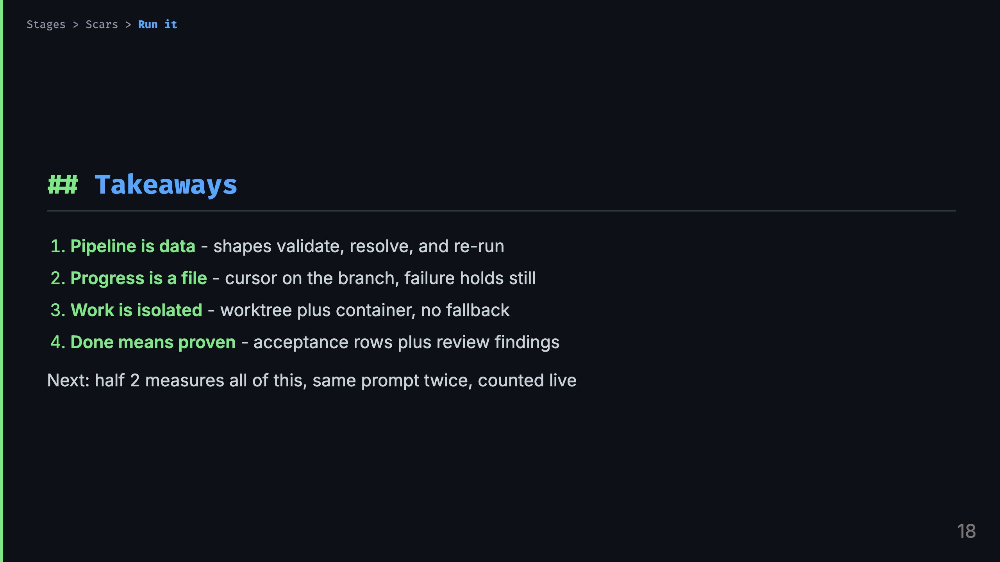 Stages > Scars > Run it
## Takeaways
1. Pipeline is data - shapes validate, resolve, and re-run
2. Progress is a file - cursor on the branch, failure holds still
3. Work is isolated - worktree plus container, no fallback
4. Done means proven - acceptance rows plus review findings
Next: half 2 measures all of this, same prompt twice, counted live
18